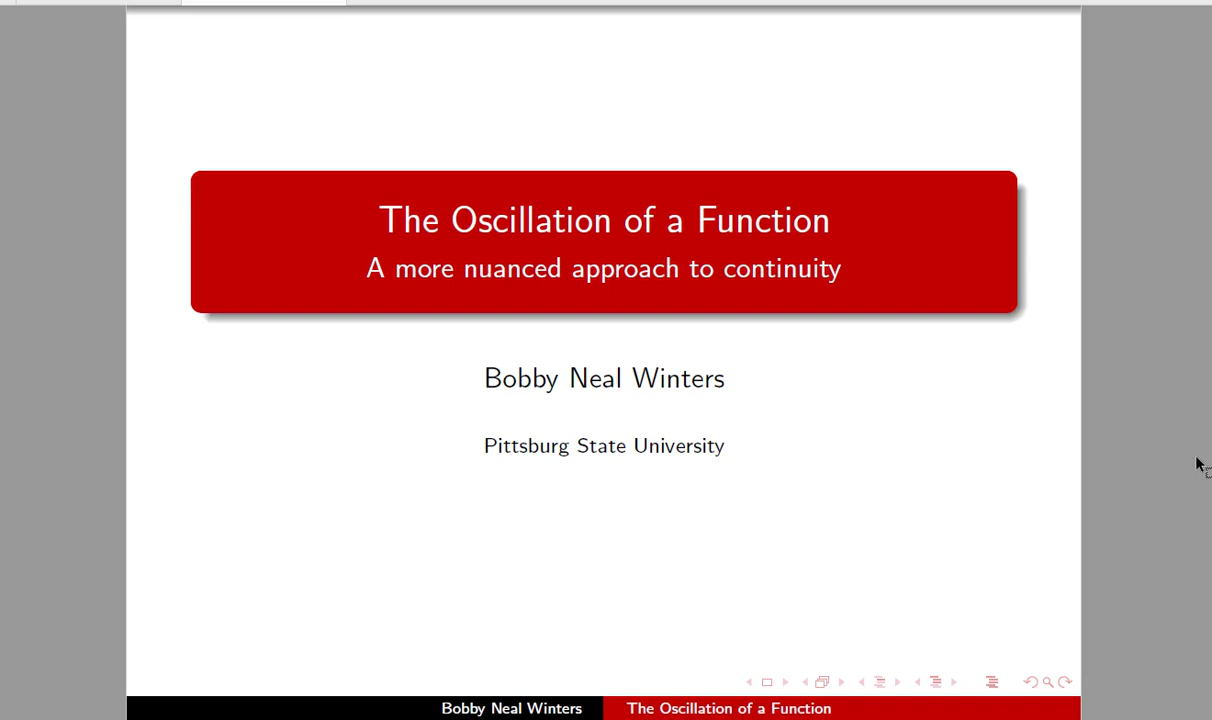 The Oscillation of a Function
A more nuanced approach to continuity
Bobby Neal Winters
Pittsburg State University
Bobby Neal Winters
The Oscillation of a Function